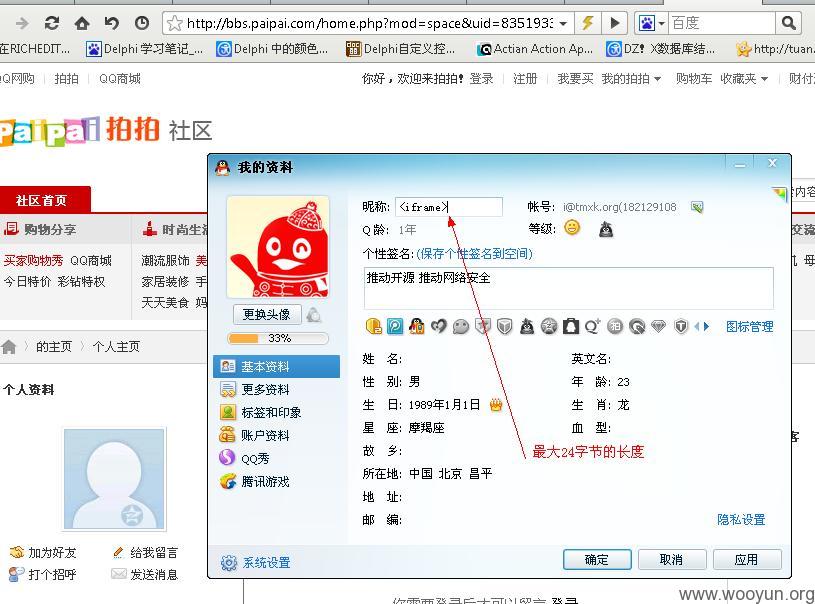 http://bbs.paipai.com/home.php?mod=space&uid=8351933
百度
在RICHEDIT... Delphi 学习笔记_... Delphi 中的颜色... Delphi自定义控... Actian Action Ap... DZ! X数据库结... http://tuan.
QQ网购 拍拍 QQ商城 你好，欢迎来拍拍! 登录 注册 我要买 我的拍拍 购物车 收藏夹 财付
PaiPai 拍拍 社区
社区首页
购物分享 时尚生活 交流
买家购物秀 QQ商城 潮流服饰
今日特价 彩钻特权 家居装修
天天美食
的主页 个人主页
个人资料
加为好友 给我留言
打个招呼 发送消息
我的资料
昵称: <iframe> 帐号: i@tmxk.org(182129108
Q龄: 1年 等级:
个性签名: (保存个性签名到空间)
推动开源 推动网络安全
更换头像
33%
图标管理
基本资料
更多资料
标签和印象
账户资料
QQ秀
腾讯游戏
姓 名: 英文名:
性 别: 男 年 龄: 23
生 日: 1989年1月1日 生 肖: 龙
星 座: 摩羯座 血 型:
故 乡:
最大24字节的长度
所在地: 中国 北京 昌平
地 址:
邮 编: 隐私设置
系统设置 确定 取消 应用
你需要登录后才可以留言 登录
www.wooyun.org